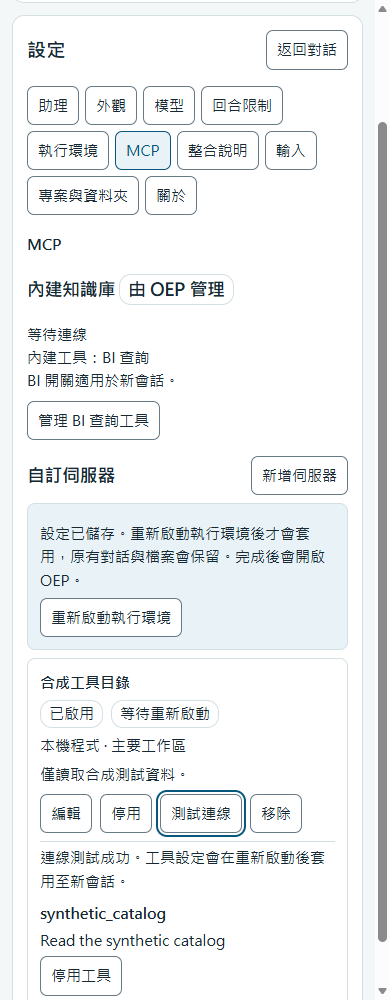 設定
返回對話
助理
外觀
模型
回合限制
執行環境
MCP
整合說明
輸入
專案與資料夾
關於
MCP
內建知識庫 由 OEP 管理
等待連線
內建工具：BI 查詢
BI 開關適用於新會話。
管理 BI 查詢工具
自訂伺服器
新增伺服器
設定已儲存。重新啟動執行環境後才會套
用，原有對話與檔案會保留。完成後會開啟
OEP。
重新啟動執行環境
合成工具目錄
已啟用
等待重新啟動
本機程式 · 主要工作區
僅讀取合成測試資料。
編輯
停用
測試連線
移除
連線測試成功。工具設定會在重新啟動後套
用至新會話。
synthetic_catalog
Read the synthetic catalog
停用工具